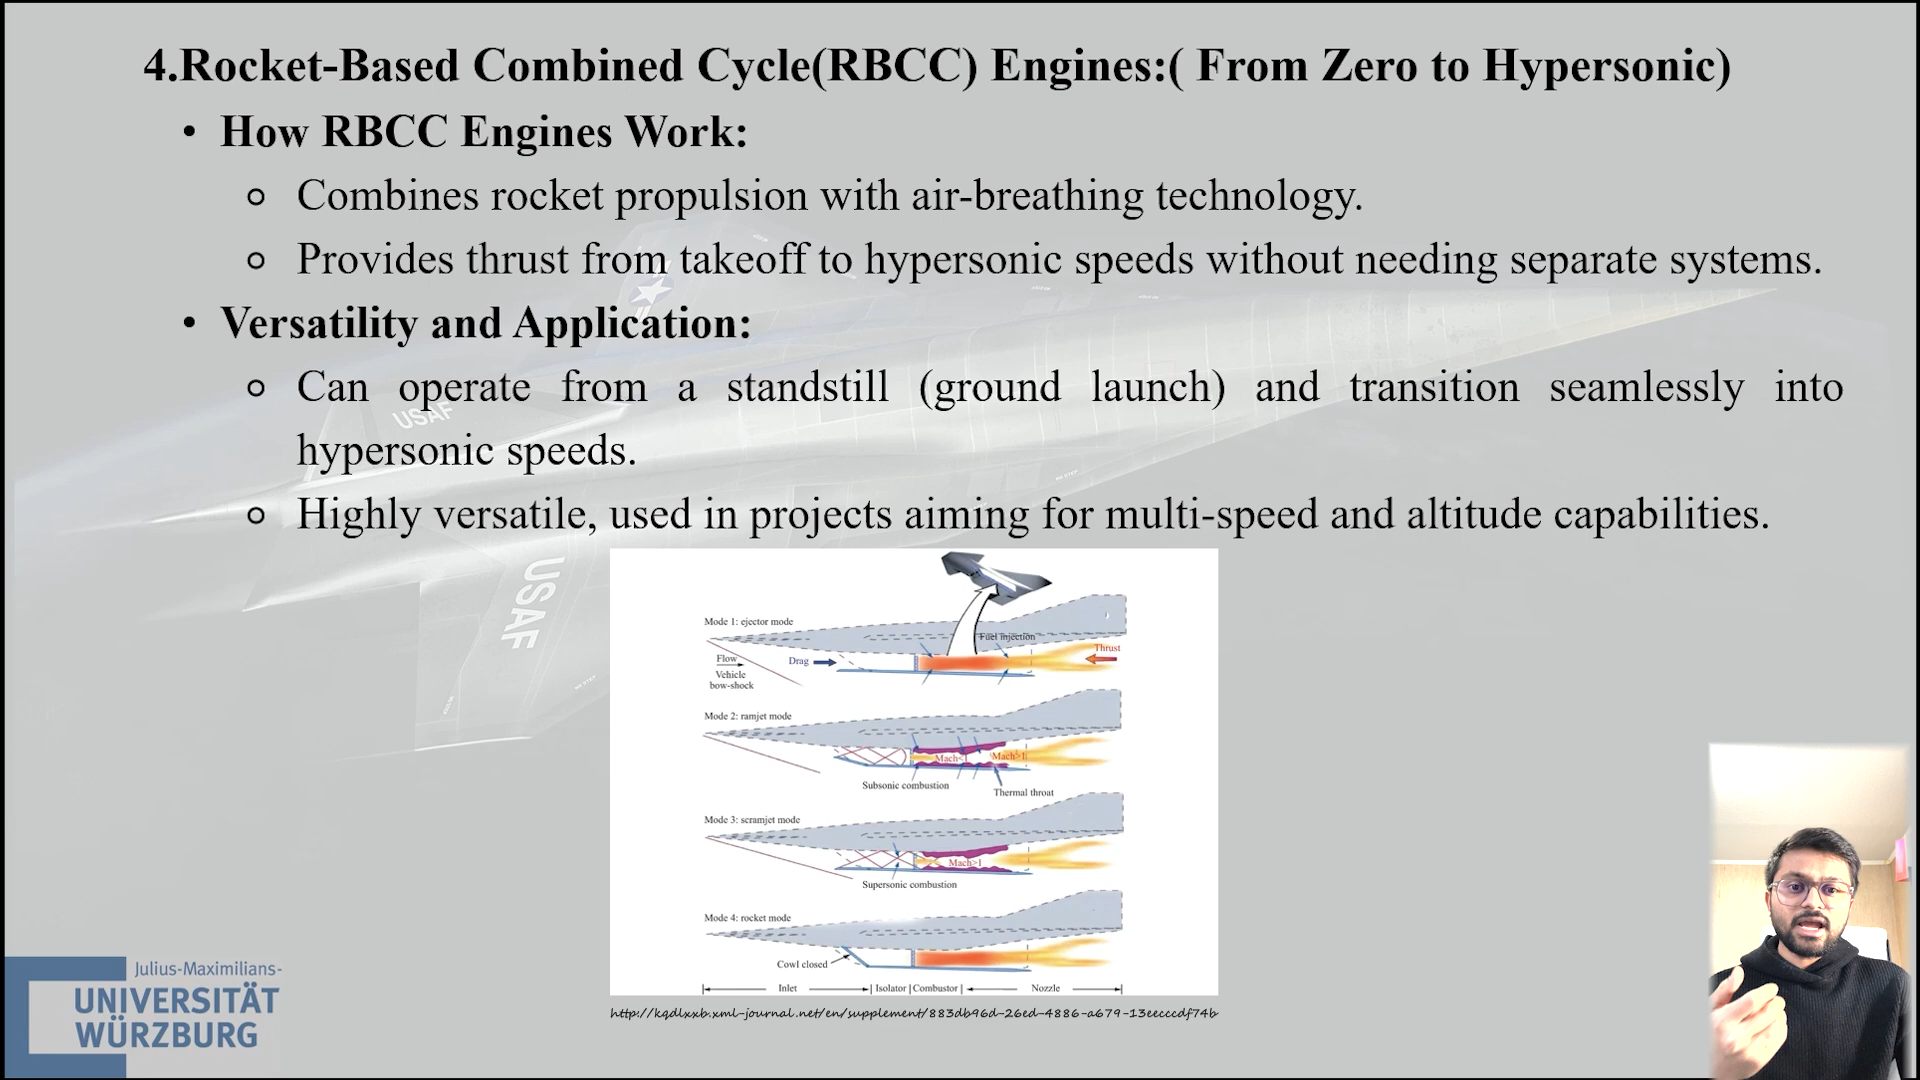 4.Rocket-Based Combined Cycle(RBCC) Engines:( From Zero to Hypersonic)
• How RBCC Engines Work:
Combines rocket propulsion with air-breathing technology.
Provides thrust from takeoff to hypersonic speeds without needing separate systems.
• Versatility and Application:
Can operate from a standstill (ground launch) and transition seamlessly into
hypersonic speeds.
Highly versatile, used in projects aiming for multi-speed and altitude capabilities.
USAF
USAF
Mode 1: ejector mode
Fuel injection
Flow
Drag
Thrust
Vehicle
bow-shock
Mode 2: ramjet mode
Mach<1
Mach>1
Subsonic combustion
Thermal throat
Mode 3: scramjet mode
Mach>1
Supersonic combustion
Mode 4: rocket mode
Cowl closed
Inlet
Isolator
Combustor
Nozzle
http://kqdlxxb.xml-journal.net/en/supplement/883db96d-26ed-4886-a679-13eecccdf74b
Julius-Maximilians-
UNIVERSITÄT
WÜRZBURG